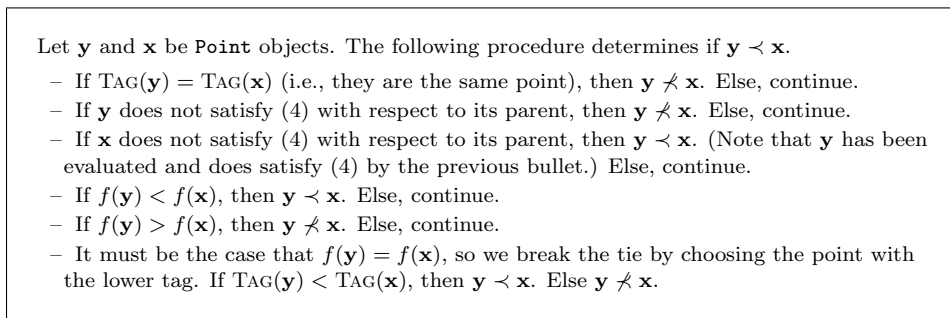 Let y and x be Point objects. The following procedure determines if y ≺ x.
– If TAG(y) = TAG(x) (i.e., they are the same point), then y ⊀ x. Else, continue.
– If y does not satisfy (4) with respect to its parent, then y ⊀ x. Else, continue.
– If x does not satisfy (4) with respect to its parent, then y ≺ x. (Note that y has been
evaluated and does satisfy (4) by the previous bullet.) Else, continue.
– If f(y) < f(x), then y ≺ x. Else, continue.
– If f(y) > f(x), then y ⊀ x. Else, continue.
– It must be the case that f(y) = f(x), so we break the tie by choosing the point with
the lower tag. If TAG(y) < TAG(x), then y ≺ x. Else y ⊀ x.